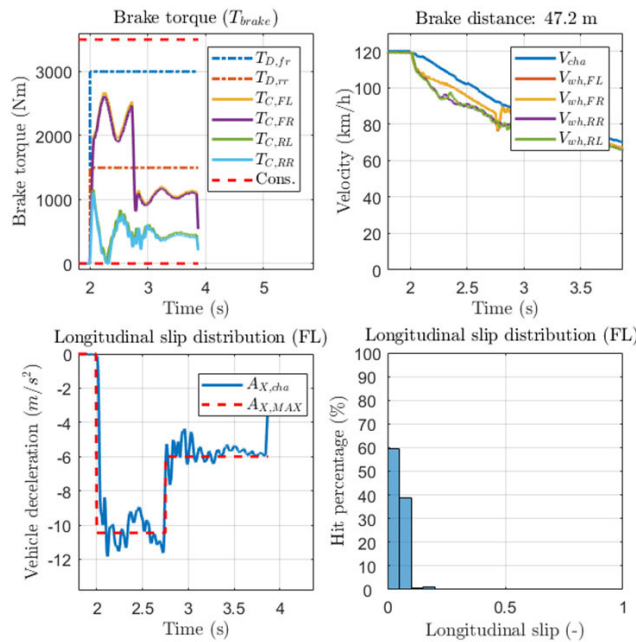 Brake torque (T_brake)
3000
2000
1000
0
Brake torque (Nm)
T_D,fr
T_D,rr
T_C,FL
T_C,FR
T_C,RL
T_C,RR
Cons.
2
3
4
5
Time (s)
Brake distance: 47.2 m
120
100
80
60
40
20
0
Velocity (km/h)
V_cha
V_wh,FL
V_wh,FR
V_wh,RR
V_wh,RL
2
2.5
3
3.5
Time (s)
Longitudinal slip distribution (FL)
0
-2
-4
-6
-8
-10
-12
Vehicle deceleration (m/s²)
A_X,cha
A_X,MAX
2
2.5
3
3.5
4
Time (s)
Longitudinal slip distribution (FL)
100
90
80
70
60
50
40
30
20
10
0
Hit percentage (%)
0
0.5
1
Longitudinal slip (-)